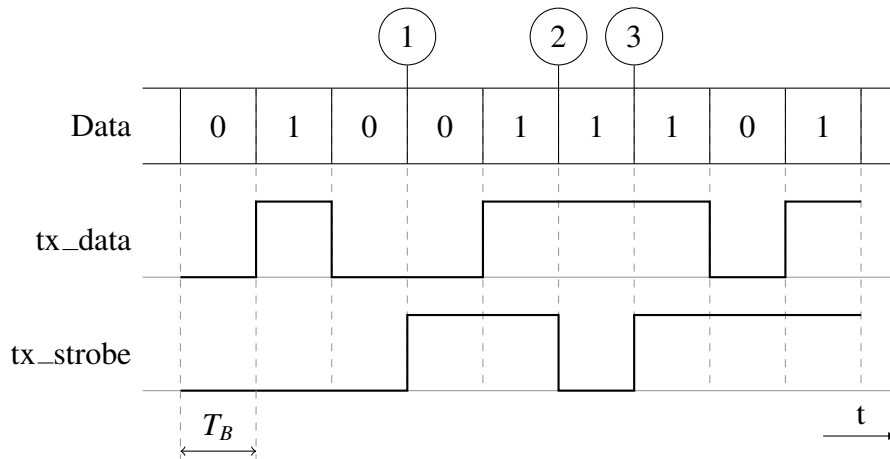 1 2 3
Data 0 1 0 0 1 1 1 0 1
tx_data
tx_strobe
T_B t